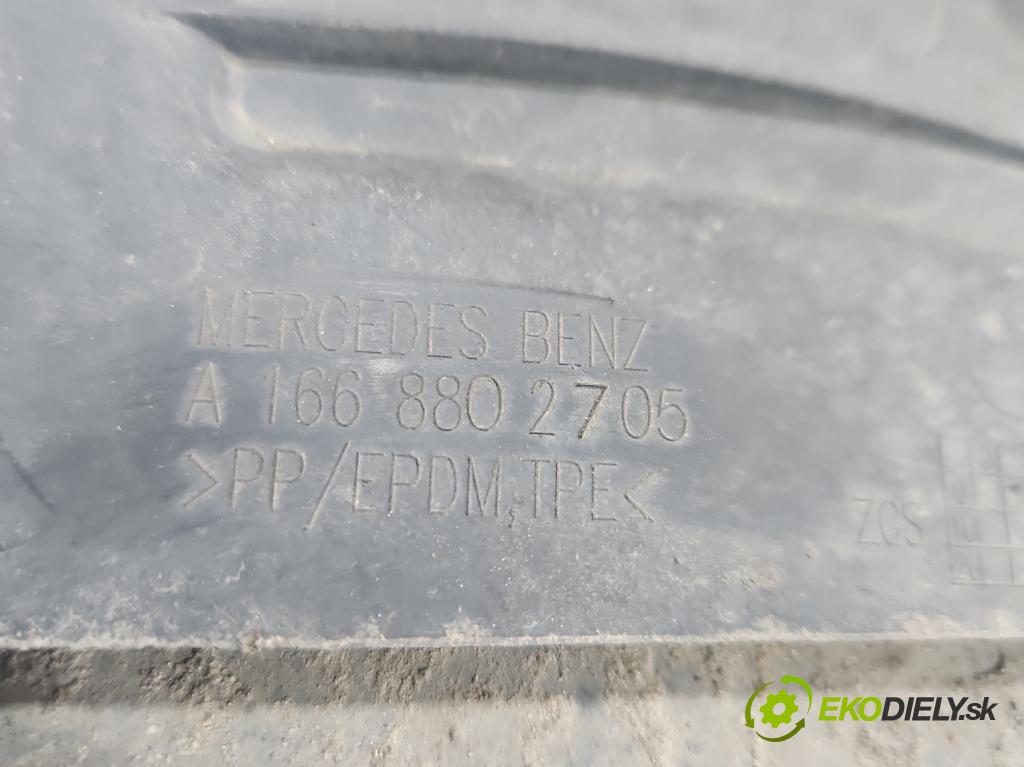 MERCEDES BENZ
A 166 880 2705
>PP/EPDM,TPE<
ZGS
EKODIELY.sk